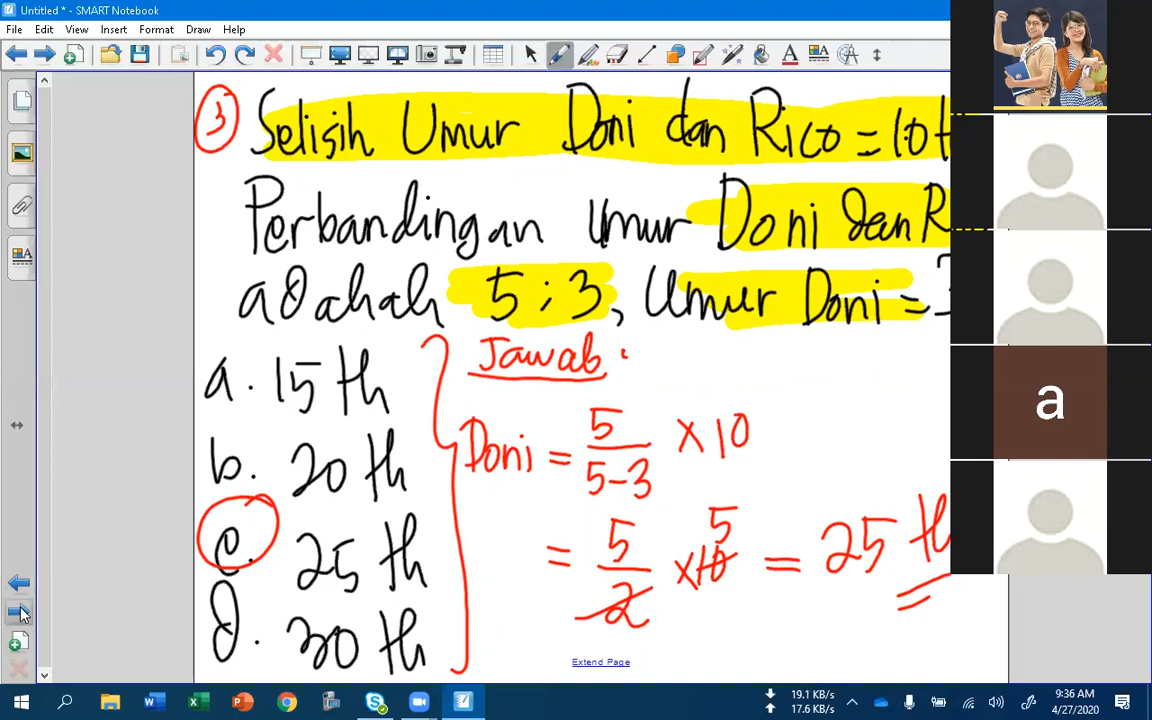 Untitled * - SMART Notebook
File Edit View Insert Format Tools Draw Help
3 Selisih Umur Doni dan Rico = 10 t
Perbandingan Umur Doni dan R
adahah 5 : 3, Umur Doni =
Jawab :
a. 15 th
Doni = 5/5-3 x 10
b. 20 th
c. 25 th
= 5/2 x 10 5 = 25 th
d. 30 th
a
Extend Page
19.1 KB/s
17.6 KB/s
9:36 AM
4/27/2020